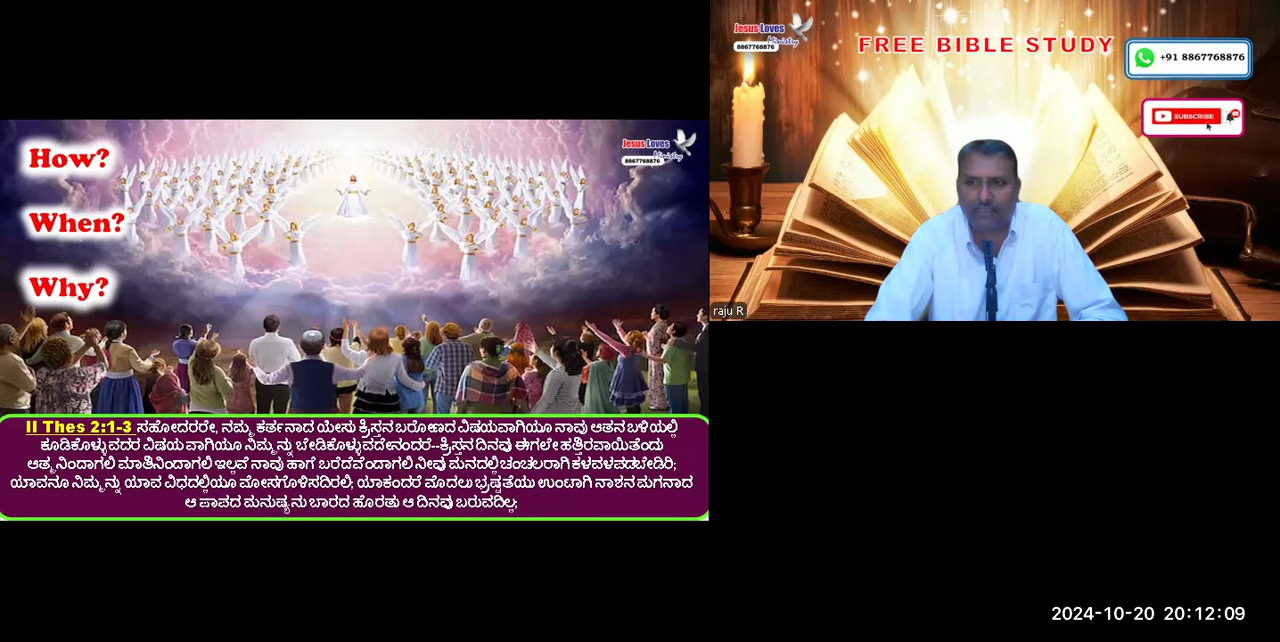 How?
When?
Why?
Jesus Loves
Ministry
8867768876
II Thes 2:1-3 ಸಹೋದರರೇ, ನಮ್ಮ ಕರ್ತನಾದ ಯೇಸು ಕ್ರಿಸ್ತನ ಬರೋಣದ ವಿಷಯವಾಗಿಯೂ ನಾವು ಆತನ ಬಳಿಯಲ್ಲಿ
ಕೂಡಿಕೊಳ್ಳುವದರ ವಿಷಯವಾಗಿಯೂ ನಿಮ್ಮನ್ನು ಬೇಡಿಕೊಳ್ಳುವದೇನಂದರೆ--ಕ್ರಿಸ್ತನ ದಿನವು ಈಗಲೇ ಹತ್ತಿರವಾಯಿತೆಂದು
ಆತ್ಮನಿಂದಾಗಲಿ ಮಾತಿನಿಂದಾಗಲಿ ಇಲ್ಲವೆ ನಾವು ಹಾಗೆ ಬರೆದೆವೆಂದಾಗಲಿ ನೀವು ಮನದಲ್ಲಿ ಚಂಚಲರಾಗಿ ಕಳವಳಪಡಬೇಡಿರಿ;
ಯಾವನೂ ನಿಮ್ಮನ್ನು ಯಾವ ವಿಧದಲ್ಲಿಯೂ ಮೋಸಗೊಳಿಸದಿರಲಿ; ಯಾಕಂದರೆ ಮೊದಲು ಭ್ರಷ್ಟತೆಯು ಉಂಟಾಗಿ ನಾಶನ ಮಗನಾದ
ಆ ಪಾಪದ ಮನುಷ್ಯನು ಬಾರದ ಹೊರತು ಆ ದಿನವು ಬರುವದಿಲ್ಲ;
Jesus Loves
Ministry
8867768876
FREE BIBLE STUDY
+91 8867768876
SUBSCRIBE
raju R
2024-10-20 20:12:09